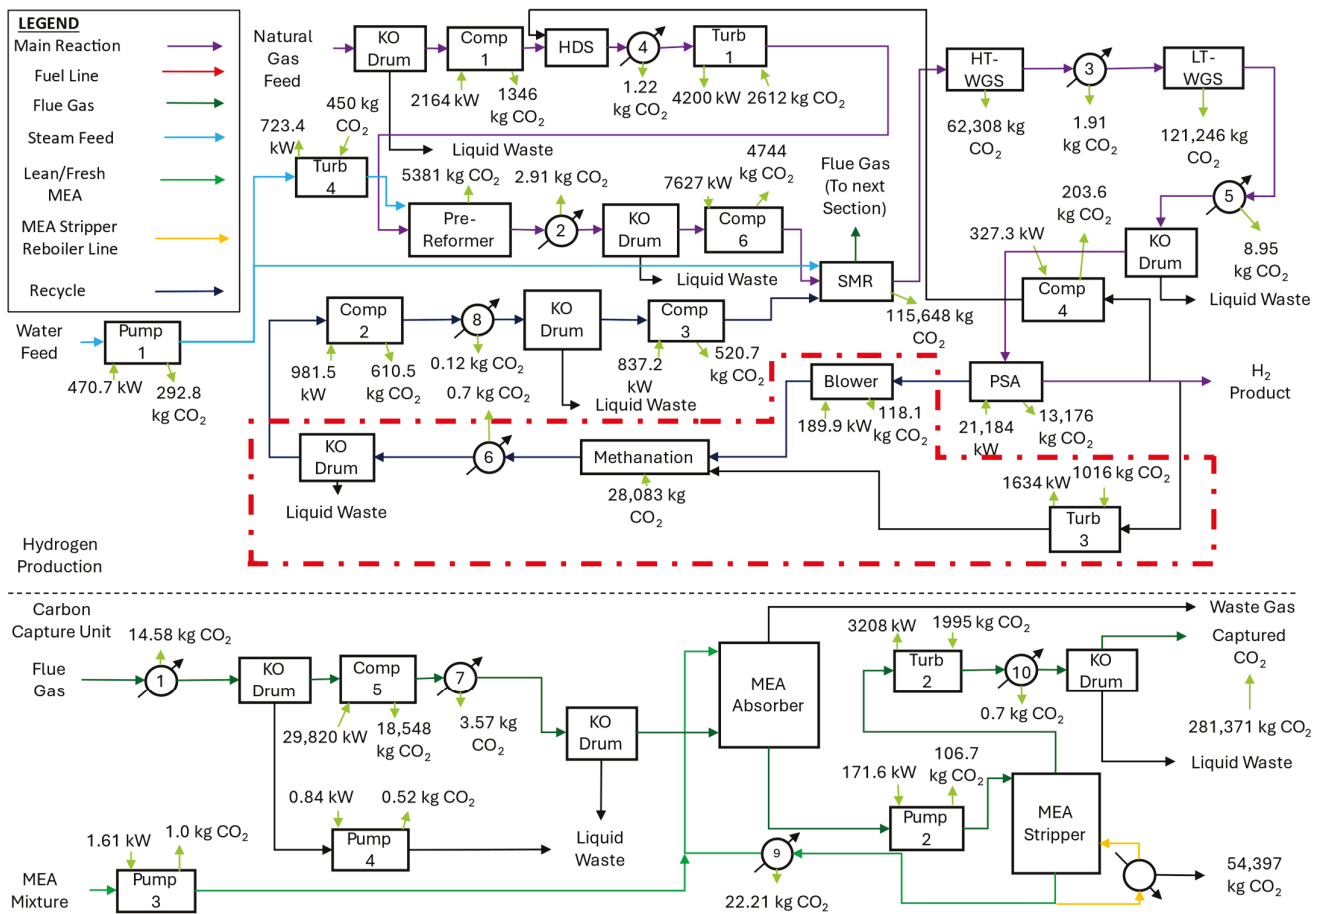 LEGEND
Main Reaction
Fuel Line
Flue Gas
Steam Feed
Lean/Fresh
MEA
MEA Stripper
Reboiler Line
Recycle
Natural
Gas
Feed
KO
Drum
Comp
1
HDS
4
Turb
1
2164 kW
1346
kg CO₂
1.22
kg CO₂
4200 kW
2612 kg CO₂
Liquid Waste
HT-
WGS
3
LT-
WGS
62,308 kg
CO₂
1.91
kg CO₂
121,246 kg
CO₂
723.4
kW
450 kg
CO₂
Turb
4
5381 kg CO₂
2.91 kg CO₂
7627 kW
4744
kg CO₂
Pre-
Reformer
2
KO
Drum
Comp
6
Liquid Waste
Flue Gas
(To next
Section)
SMR
115,648 kg
CO₂
5
8.95
kg CO₂
KO
Drum
Liquid Waste
327.3 kW
203.6
kg CO₂
Comp
4
Water
Feed
Pump
1
470.7 kW
292.8
kg CO₂
Comp
2
981.5
kW
610.5
kg CO₂
8
0.12 kg CO₂
KO
Drum
Liquid Waste
Comp
3
837.2
kW
520.7
kg CO₂
Blower
189.9 kW
118.1
kg CO₂
PSA
21,184
kW
13,176
kg CO₂
H₂
Product
KO
Drum
Liquid Waste
6
0.7 kg CO₂
Methanation
28,083 kg
CO₂
1634 kW
1016 kg CO₂
Turb
3
Hydrogen
Production
Carbon
Capture Unit
Flue
Gas
14.58 kg CO₂
1
KO
Drum
Comp
5
29,820 kW
18,548
kg CO₂
7
3.57 kg
CO₂
KO
Drum
Liquid
Waste
0.84 kW
0.52 kg CO₂
Pump
4
MEA
Mixture
1.61 kW
1.0 kg CO₂
Pump
3
MEA
Absorber
Waste Gas
3208 kW
1995 kg CO₂
Turb
2
10
0.7 kg CO₂
KO
Drum
Captured
CO₂
281,371 kg CO₂
Liquid Waste
171.6 kW
106.7
kg CO₂
Pump
2
MEA
Stripper
9
22.21 kg CO₂
54,397
kg CO₂